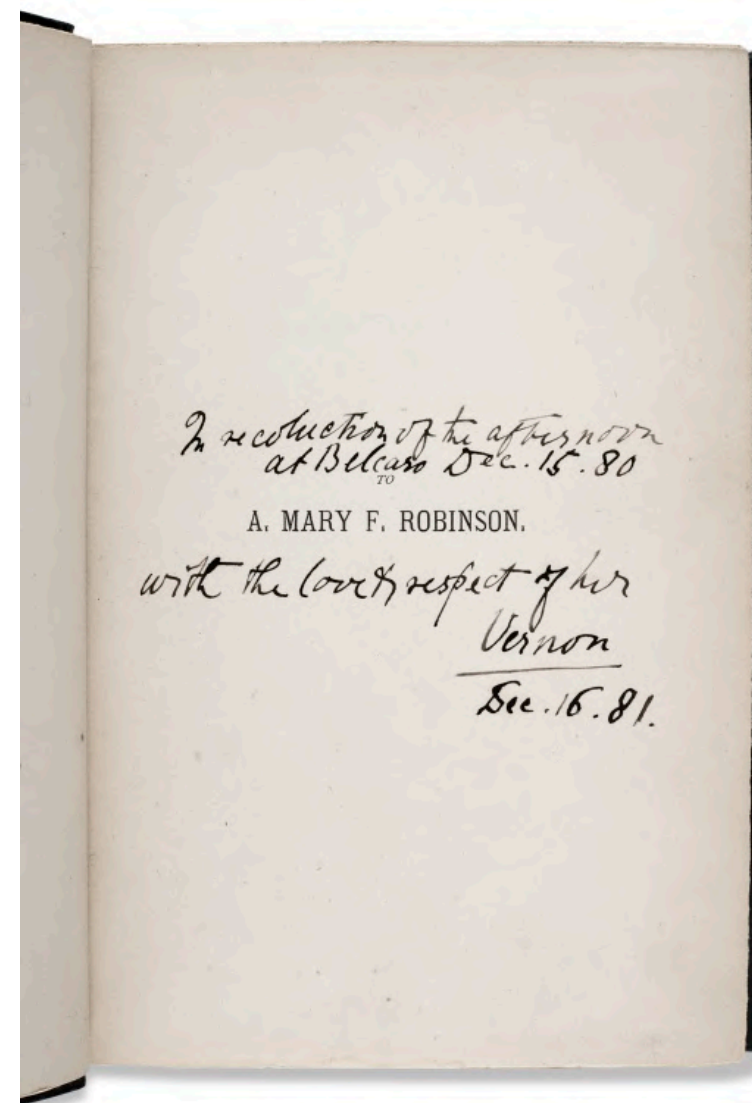 In recollection of the afternoon
at Belcaro Dec. 15. 80
TO
A. MARY F. ROBINSON.
with the love & respect of her
Vernon
Dec. 16. 81.